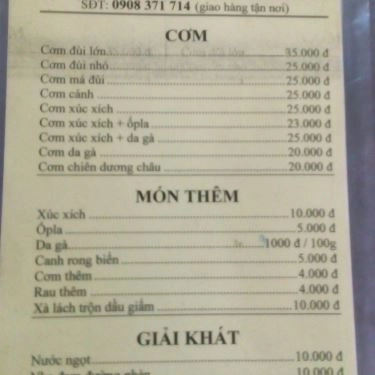 SĐT: 0908 371 714 (giao hàng tận nơi)
CƠM
Cơm đùi lớn 35.000 đ
Cơm đùi nhỏ 25.000 đ
Cơm má đùi 25.000 đ
Cơm cánh 25.000 đ
Cơm xúc xích 25.000 đ
Cơm xúc xích + ốpla 23.000 đ
Cơm xúc xích + da gà 25.000 đ
Cơm da gà 20.000 đ
Cơm chiên dương châu 20.000 đ
MÓN THÊM
Xúc xích 10.000 đ
Ốpla 5.000 đ
Da gà 1000 đ / 100g
Canh rong biển 5.000 đ
Cơm thêm 4.000 đ
Rau thêm 4.000 đ
Xà lách trộn dầu giấm 10.000 đ
GIẢI KHÁT
Nước ngọt 10.000 đ
10.000 đ